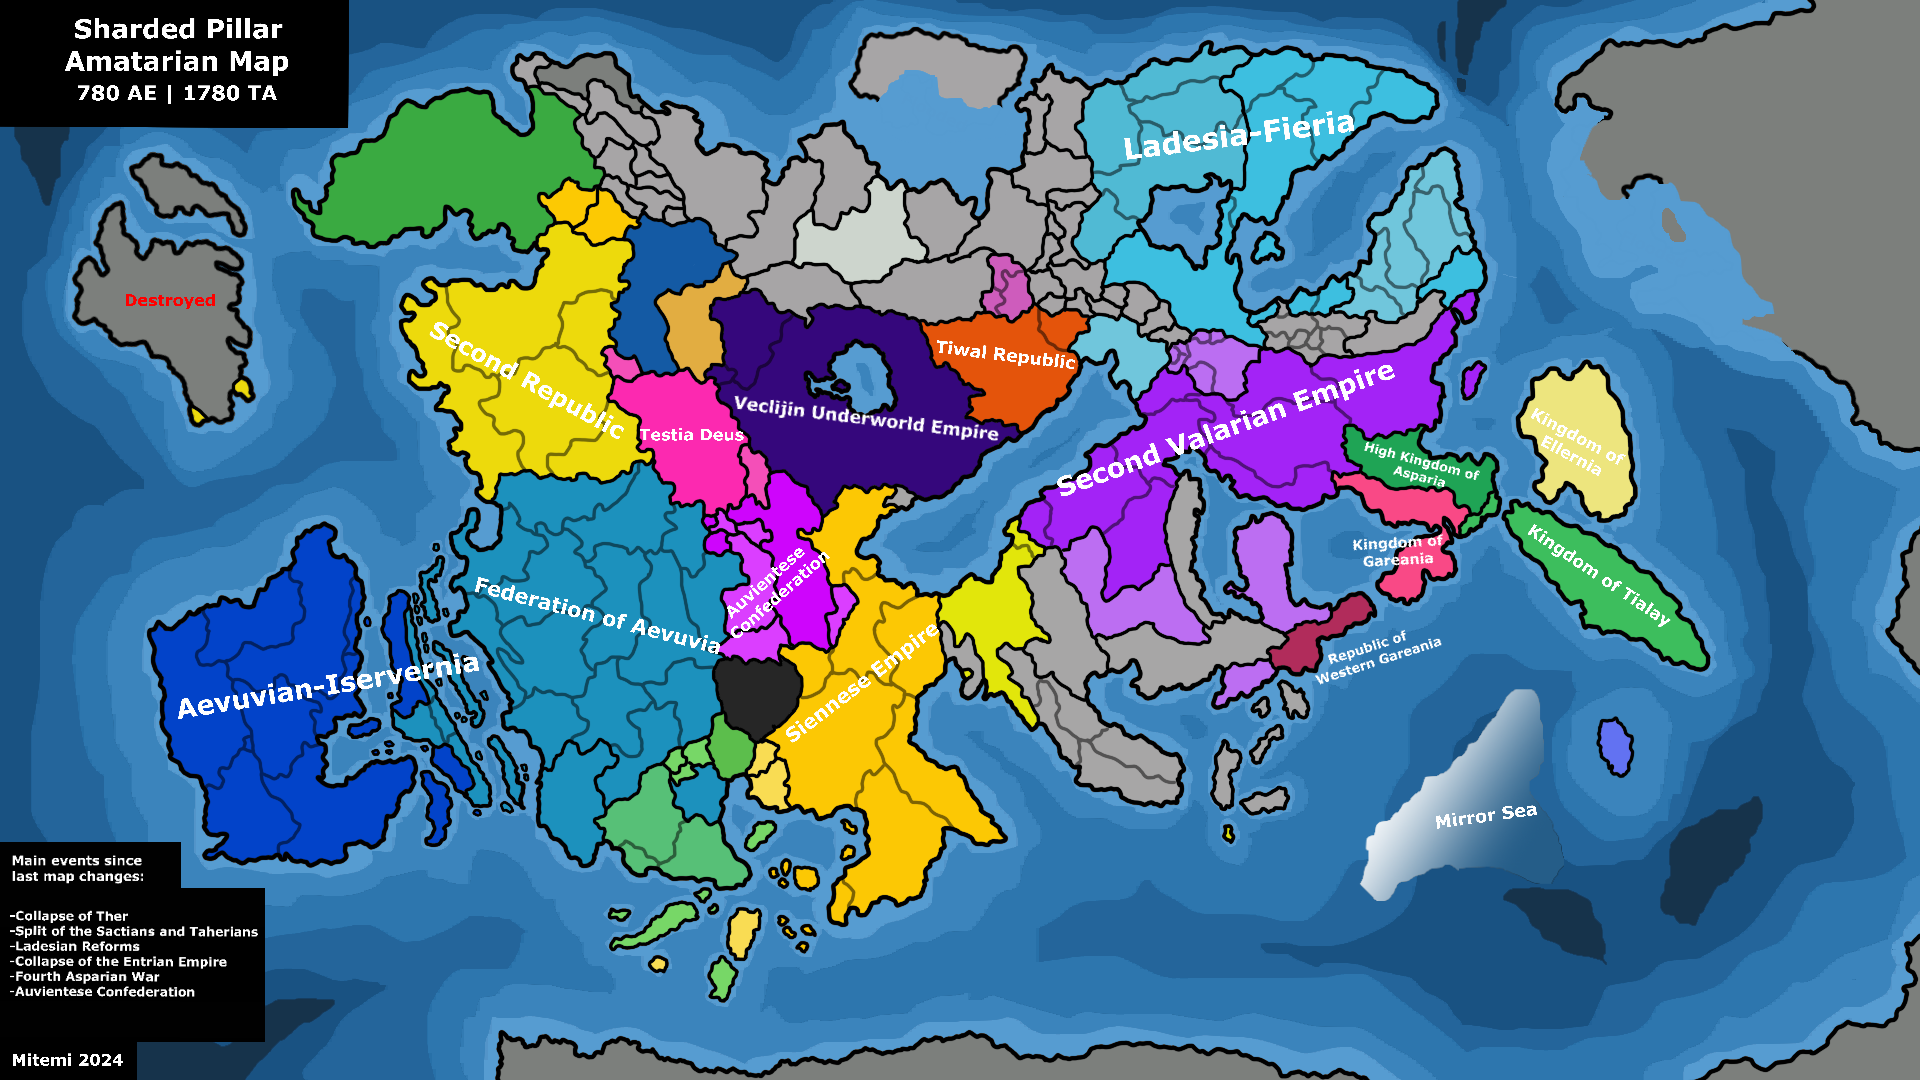 Sharded Pillar
Amatarian Map
780 AE | 1780 TA
Ladesia-Fieria
Destroyed
Second Republic
Tiwal Republic
Veclijin Underworld Empire
Testia Deus
Second Valarian Empire
Kingdom of
Ellernia
High Kingdom of
Asparia
Kingdom of
Gareania
Kingdom of Tialay
Auvientese
Confederation
Federation of Aevuvia
Siennese Empire
Republic of
Western Gareania
Aevuvian-Iservernia
Mirror Sea
Main events since
last map changes:
-Collapse of Ther
-Split of the Sactians and Taherians
-Ladesian Reforms
-Collapse of the Entrian Empire
-Fourth Asparian War
-Auvientese Confederation
Mitemi 2024